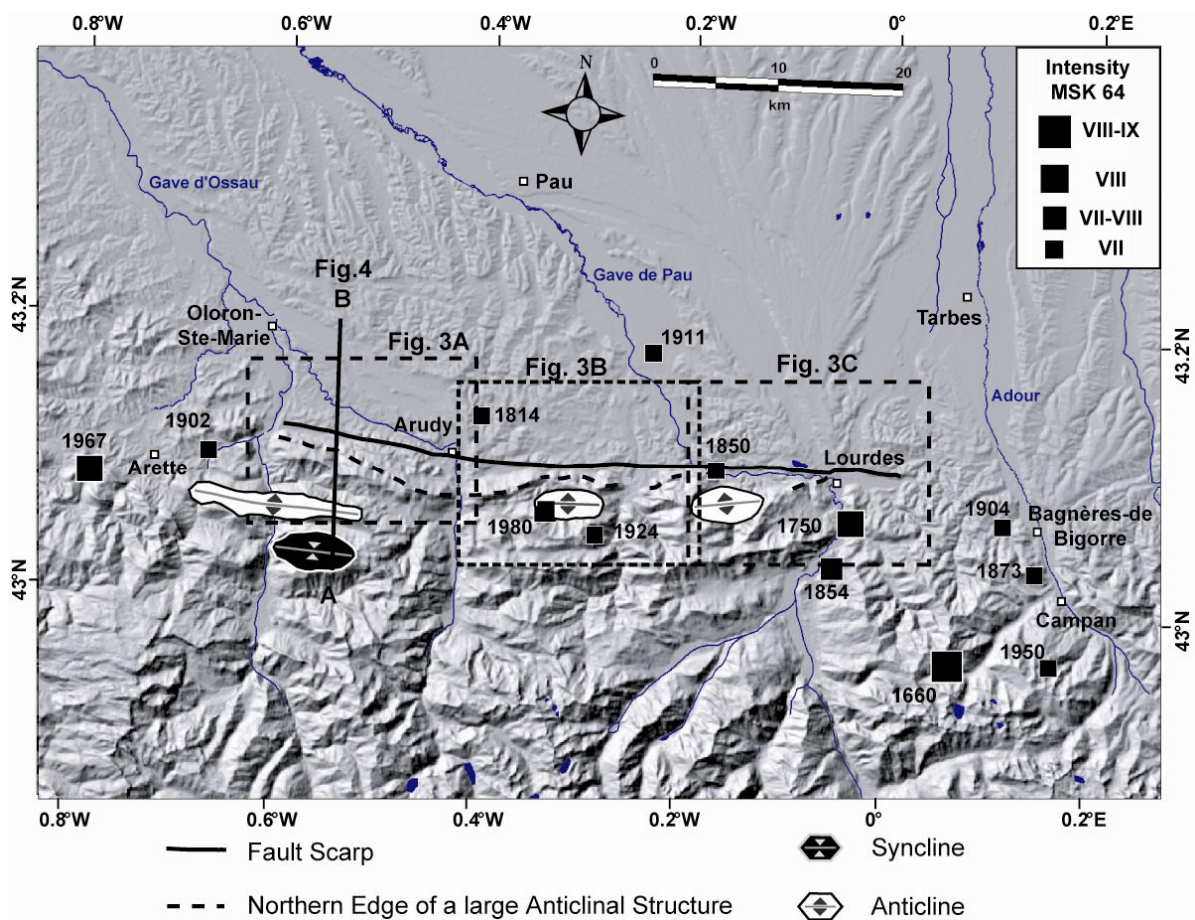 0.8°W 0.6°W 0.4°W 0.2°W 0° 0.2°E
N
0 10 20
km
Intensity
MSK 64
VIII-IX
VIII
VII-VIII
VII
Gave d'Ossau
Pau
Gave de Pau
Fig.4
B
43.2°N
Oloron-
Ste-Marie
Tarbes
43.2°N
Fig. 3A
1911
Fig. 3B
Fig. 3C
Adour
1814
1902
Arudy
1967
Arette
1850
Lourdes
1980
1924
1750
1904
Bagnères-de
Bigorre
43°N
A
1854
1873
Campan
43°N
1660
1950
0.8°W 0.6°W 0.4°W 0.2°W 0° 0.2°E
Fault Scarp
Syncline
Northern Edge of a large Anticlinal Structure
Anticline